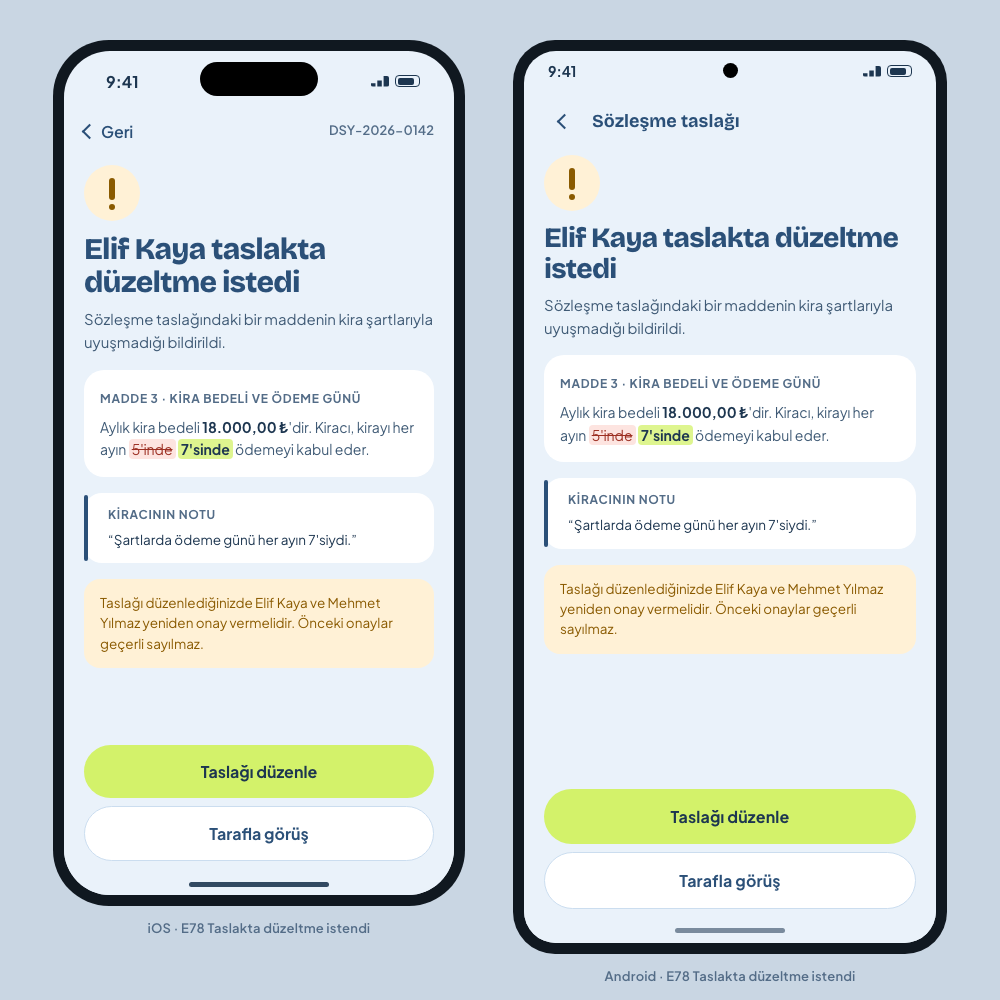 9:41
Geri
DSY-2026-0142
Elif Kaya taslakta
düzeltme istedi
Sözleşme taslağındaki bir maddenin kira şartlarıyla
uyuşmadığı bildirildi.
MADDE 3 · KİRA BEDELİ VE ÖDEME GÜNÜ
Aylık kira bedeli 18.000,00 ₺'dir. Kiracı, kirayı her
ayın 5'inde 7'sinde ödemeyi kabul eder.
KİRACININ NOTU
“Şartlarda ödeme günü her ayın 7'siydi.”
Taslağı düzenlediğinizde Elif Kaya ve Mehmet
Yılmaz yeniden onay vermelidir. Önceki onaylar
geçerli sayılmaz.
Taslağı düzenle
Tarafla görüş
iOS · E78 Taslakta düzeltme istendi
9:41
Sözleşme taslağı
Elif Kaya taslakta düzeltme
istedi
Sözleşme taslağındaki bir maddenin kira şartlarıyla
uyuşmadığı bildirildi.
MADDE 3 · KİRA BEDELİ VE ÖDEME GÜNÜ
Aylık kira bedeli 18.000,00 ₺'dir. Kiracı, kirayı her
ayın 5'inde 7'sinde ödemeyi kabul eder.
KİRACININ NOTU
“Şartlarda ödeme günü her ayın 7'siydi.”
Taslağı düzenlediğinizde Elif Kaya ve Mehmet Yılmaz
yeniden onay vermelidir. Önceki onaylar geçerli
sayılmaz.
Taslağı düzenle
Tarafla görüş
Android · E78 Taslakta düzeltme istendi